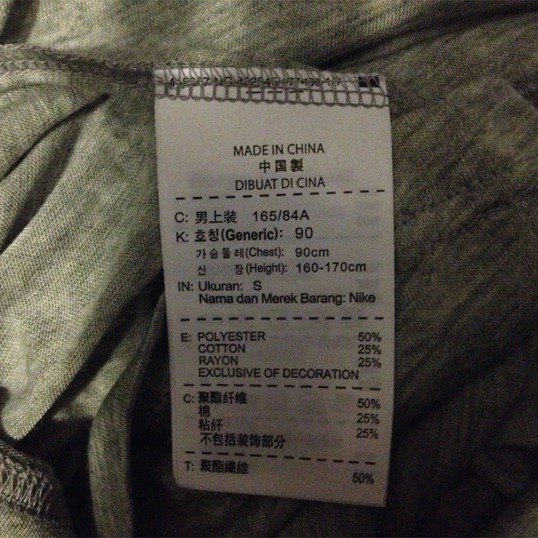 MADE IN CHINA
中国製
DIBUAT DI CINA
C: 男上装 165/84A
K: 호칭(Generic): 90
가슴둘레(Chest): 90cm
신 장(Height): 160-170cm
IN: Ukuran: S
Nama dan Merek Barang: Nike
E: POLYESTER 50%
COTTON 25%
RAYON 25%
EXCLUSIVE OF DECORATION
C: 聚酯纤维 50%
棉 25%
粘纤 25%
不包括装饰部分
T: 聚酯纖維 50%